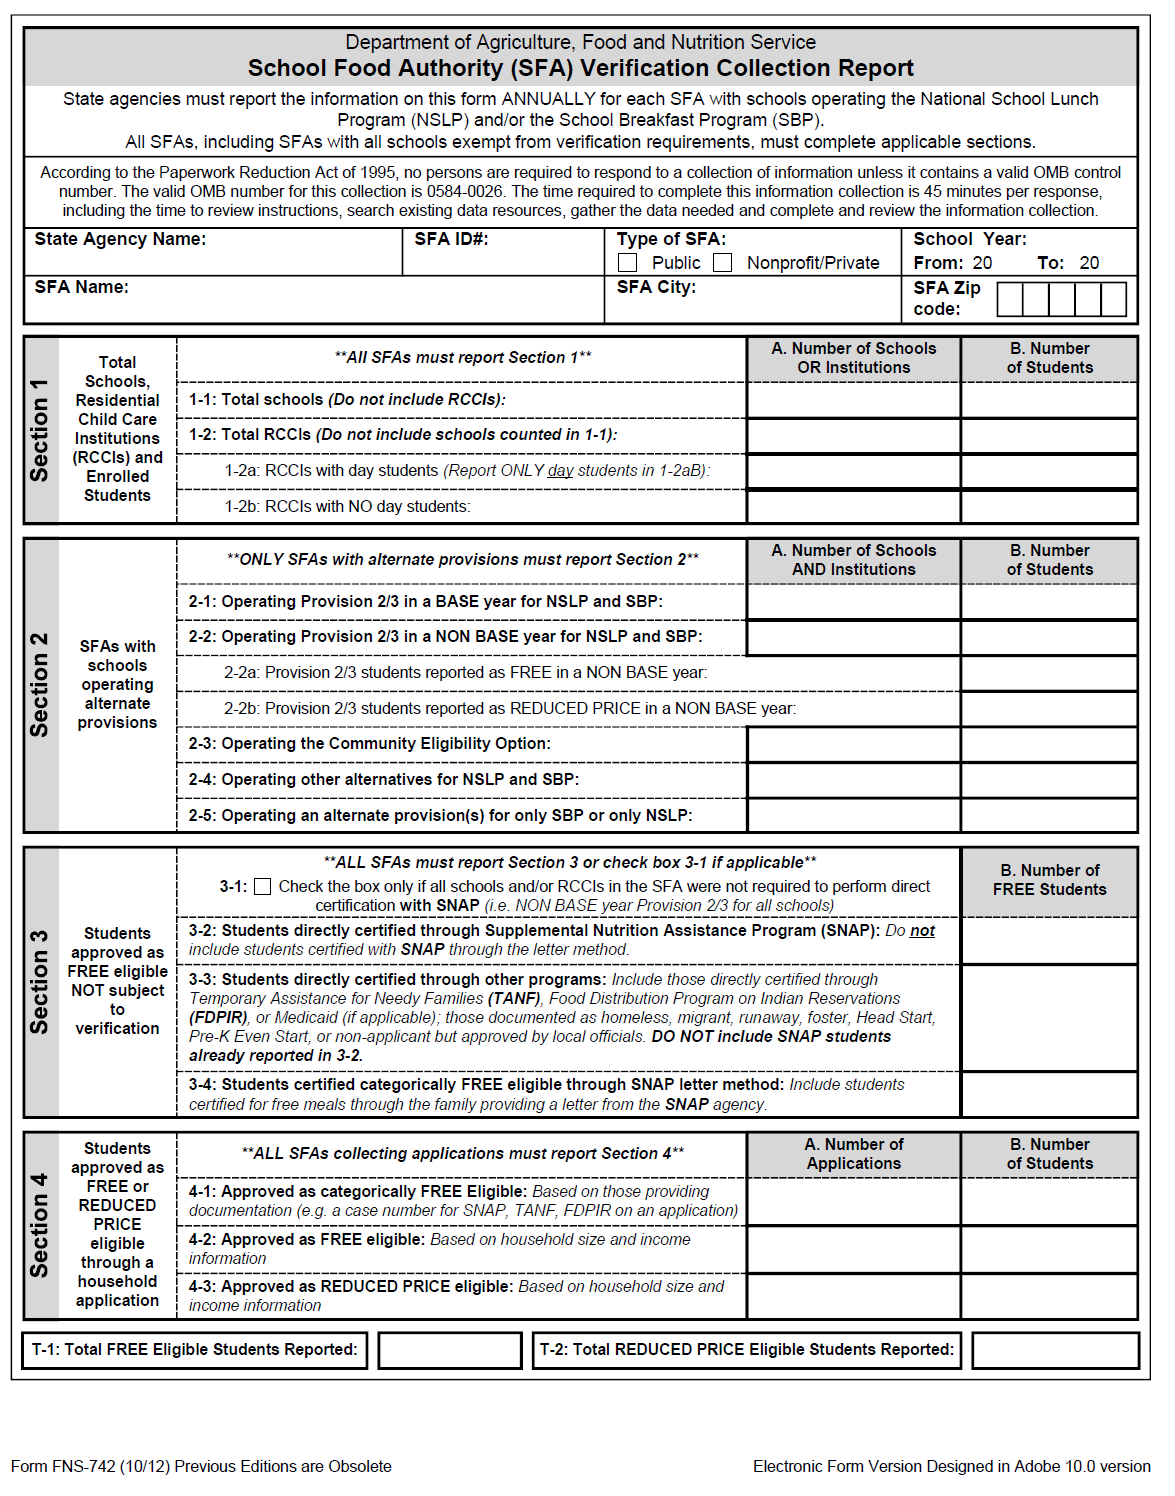 Department of Agriculture, Food and Nutrition Service
School Food Authority (SFA) Verification Collection Report
State agencies must report the information on this form ANNUALLY for each SFA with schools operating the National School Lunch
Program (NSLP) and/or the School Breakfast Program (SBP).
All SFAs, including SFAs with all schools exempt from verification requirements, must complete applicable sections.
According to the Paperwork Reduction Act of 1995, no persons are required to respond to a collection of information unless it contains a valid OMB control
number. The valid OMB number for this collection is 0584-0026. The time required to complete this information collection is 45 minutes per response,
including the time to review instructions, search existing data resources, gather the data needed and complete and review the information collection.
State Agency Name:
SFA ID#:
Type of SFA:
Public
Nonprofit/Private
School Year:
From: 20 To: 20
SFA Name:
SFA City:
SFA Zip
code:
Section 1
Total
Schools,
Residential
Child Care
Institutions
(RCCIs) and
Enrolled
Students
**All SFAs must report Section 1**
A. Number of Schools
OR Institutions
B. Number
of Students
1-1: Total schools (Do not include RCCIs):
1-2: Total RCCIs (Do not include schools counted in 1-1):
1-2a: RCCIs with day students (Report ONLY day students in 1-2aB):
1-2b: RCCIs with NO day students:
Section 2
SFAs with
schools
operating
alternate
provisions
**ONLY SFAs with alternate provisions must report Section 2**
A. Number of Schools
AND Institutions
B. Number
of Students
2-1: Operating Provision 2/3 in a BASE year for NSLP and SBP:
2-2: Operating Provision 2/3 in a NON BASE year for NSLP and SBP:
2-2a: Provision 2/3 students reported as FREE in a NON BASE year:
2-2b: Provision 2/3 students reported as REDUCED PRICE in a NON BASE year:
2-3: Operating the Community Eligibility Option:
2-4: Operating other alternatives for NSLP and SBP:
2-5: Operating an alternate provision(s) for only SBP or only NSLP:
Section 3
Students
approved as
FREE eligible
NOT subject
to
verification
**ALL SFAs must report Section 3 or check box 3-1 if applicable**
3-1: Check the box only if all schools and/or RCCIs in the SFA were not required to perform direct
certification with SNAP (i.e. NON BASE year Provision 2/3 for all schools)
B. Number of
FREE Students
3-2: Students directly certified through Supplemental Nutrition Assistance Program (SNAP): Do not
include students certified with SNAP through the letter method.
3-3: Students directly certified through other programs: Include those directly certified through
Temporary Assistance for Needy Families (TANF), Food Distribution Program on Indian Reservations
(FDPIR), or Medicaid (if applicable); those documented as homeless, migrant, runaway, foster, Head Start,
Pre-K Even Start, or non-applicant but approved by local officials. DO NOT include SNAP students
already reported in 3-2.
3-4: Students certified categorically FREE eligible through SNAP letter method: Include students
certified for free meals through the family providing a letter from the SNAP agency.
Section 4
Students
approved as
FREE or
REDUCED
PRICE
eligible
through a
household
application
**ALL SFAs collecting applications must report Section 4**
A. Number of
Applications
B. Number
of Students
4-1: Approved as categorically FREE Eligible: Based on those providing
documentation (e.g. a case number for SNAP, TANF, FDPIR on an application)
4-2: Approved as FREE eligible: Based on household size and income
information
4-3: Approved as REDUCED PRICE eligible: Based on household size and
income information
T-1: Total FREE Eligible Students Reported:
T-2: Total REDUCED PRICE Eligible Students Reported:
Form FNS-742 (10/12) Previous Editions are Obsolete
Electronic Form Version Designed in Adobe 10.0 version